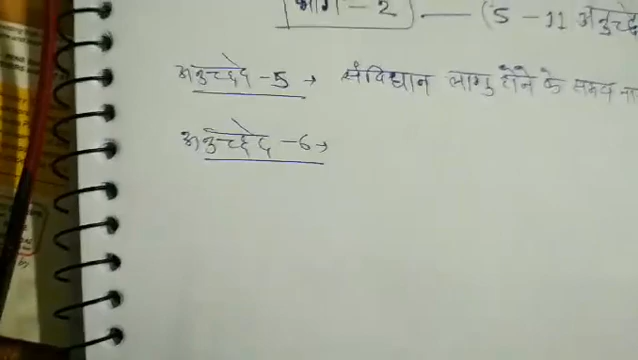 भाग - 2 — (5 - 11 अनुच्छे
अनुच्छेद - 5 → संविधान लागु होने के समय ना
अनुच्छेद - 6 →